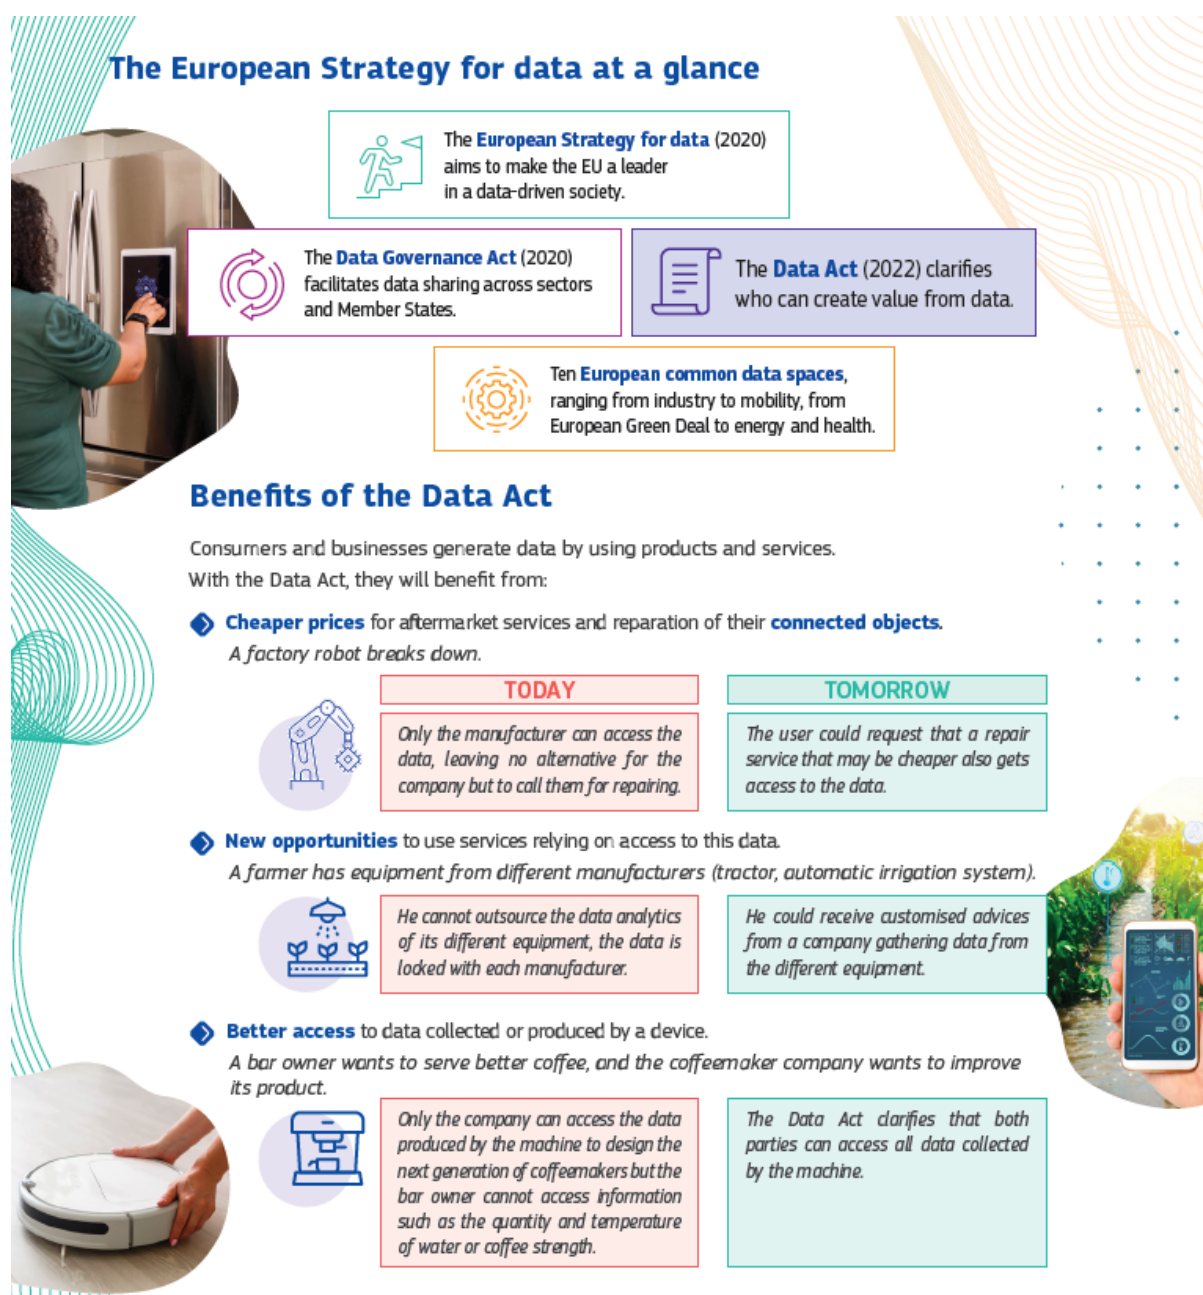 The European Strategy for data at a glance
The European Strategy for data (2020)
aims to make the EU a leader
in a data-driven society.
The Data Governance Act (2020)
facilitates data sharing across sectors
and Member States.
The Data Act (2022) clarifies
who can create value from data.
Ten European common data spaces,
ranging from industry to mobility, from
European Green Deal to energy and health.
Benefits of the Data Act
Consumers and businesses generate data by using products and services.
With the Data Act, they will benefit from:
Cheaper prices for aftermarket services and reparation of their connected objects.
A factory robot breaks down.
TODAY
Only the manufacturer can access the
data, leaving no alternative for the
company but to call them for repairing.
TOMORROW
The user could request that a repair
service that may be cheaper also gets
access to the data.
New opportunities to use services relying on access to this data.
A farmer has equipment from different manufacturers (tractor, automatic irrigation system).
He cannot outsource the data analytics
of its different equipment, the data is
locked with each manufacturer.
He could receive customised advices
from a company gathering data from
the different equipment.
Better access to data collected or produced by a device.
A bar owner wants to serve better coffee, and the coffeemaker company wants to improve
its product.
Only the company can access the data
produced by the machine to design the
next generation of coffeemakers but the
bar owner cannot access information
such as the quantity and temperature
of water or coffee strength.
The Data Act clarifies that both
parties can access all data collected
by the machine.